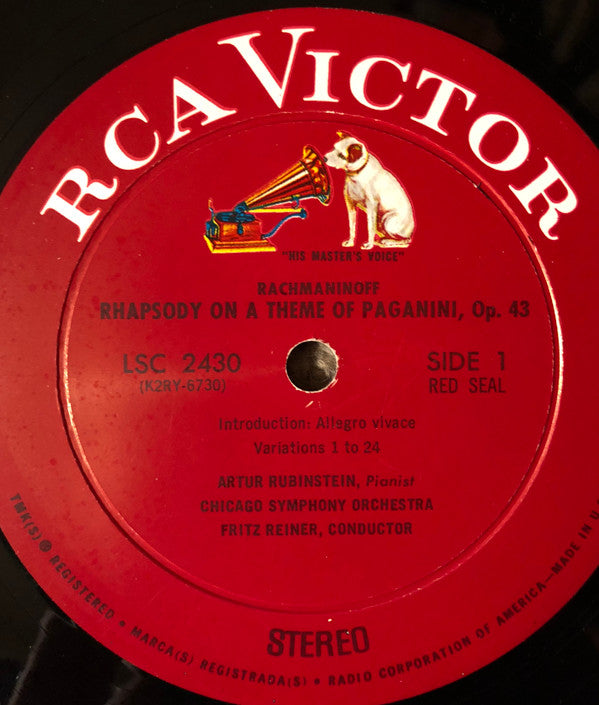 RCA VICTOR
"HIS MASTER'S VOICE"
RACHMANINOFF
RHAPSODY ON A THEME OF PAGANINI, Op. 43
LSC 2430
(K2RY-6730)
SIDE 1
RED SEAL
Introduction: Allegro vivace
Variations 1 to 24
ARTUR RUBINSTEIN, Pianist
CHICAGO SYMPHONY ORCHESTRA
FRITZ REINER, CONDUCTOR
STEREO
TMK(S) ® REGISTERED • MARCA(S) REGISTRADA(S) • RADIO CORPORATION OF AMERICA—MADE IN U